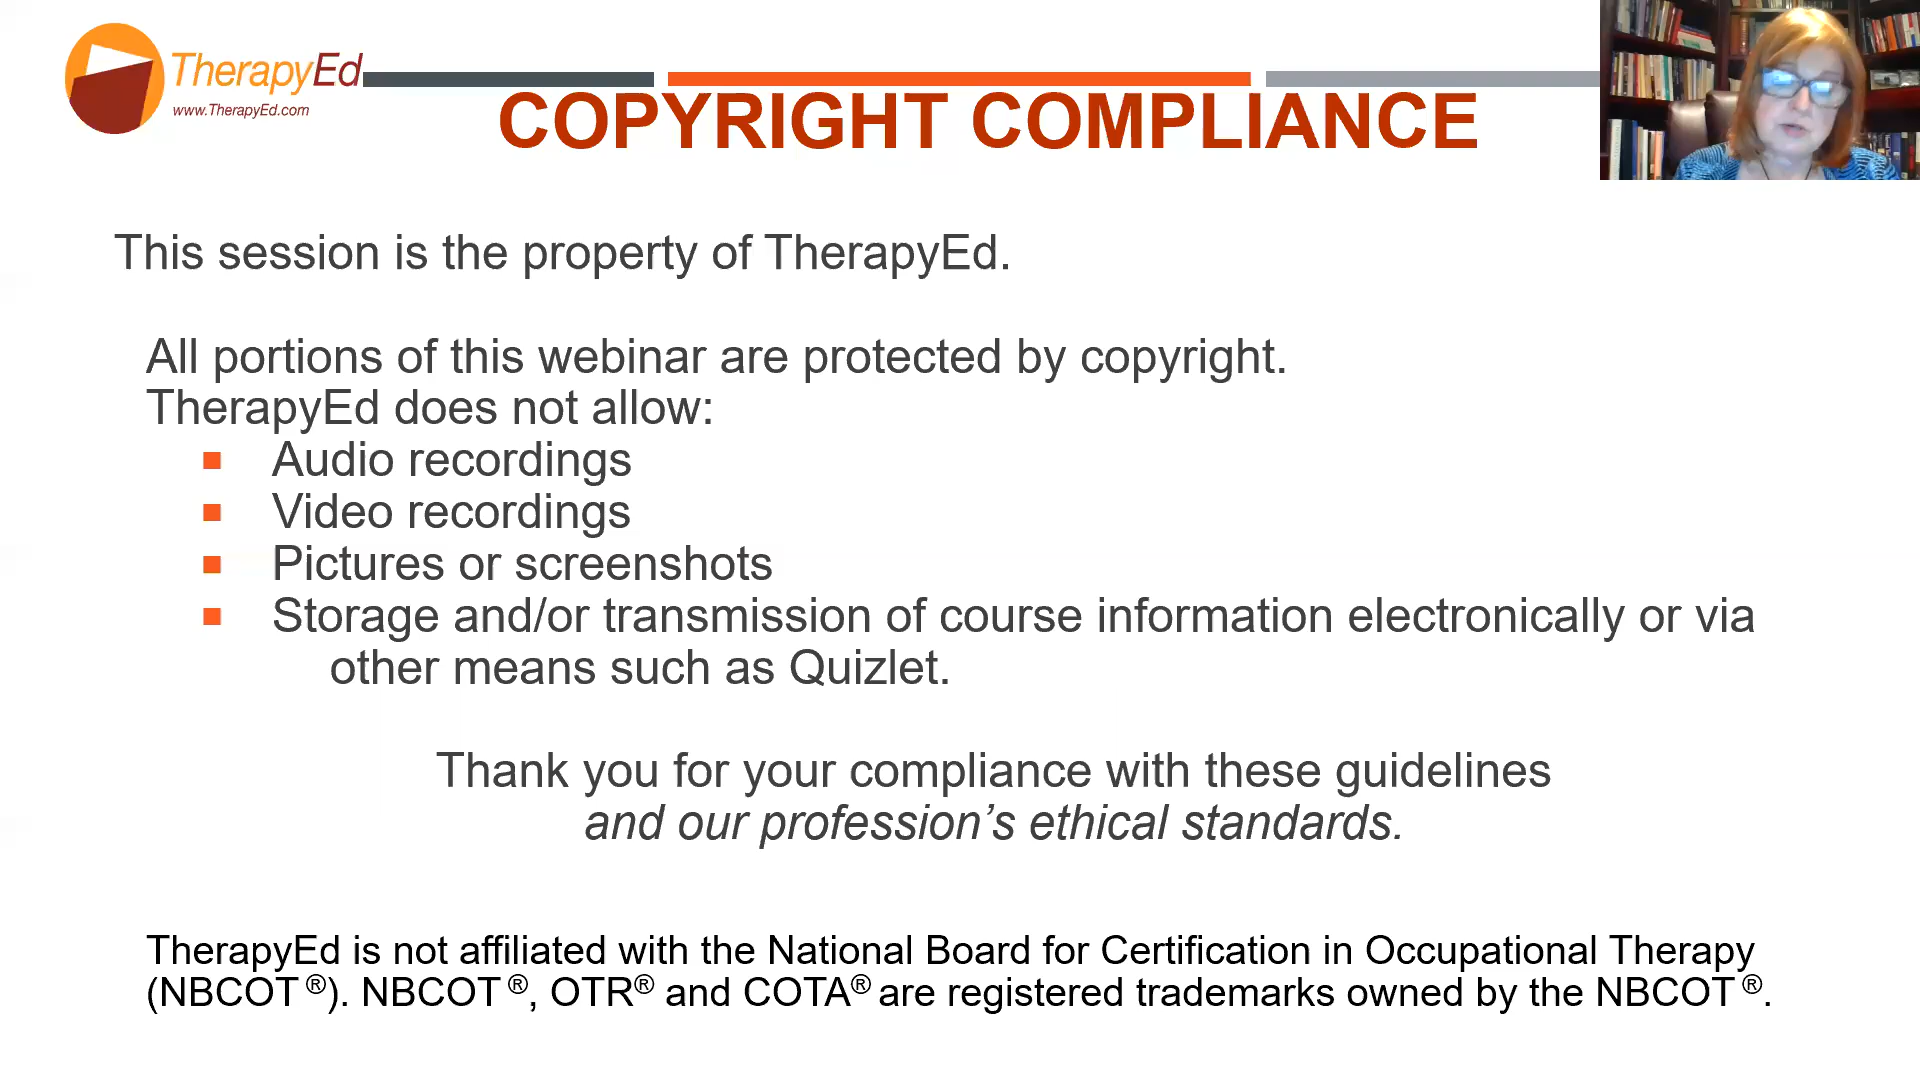 TherapyEd
www.TherapyEd.com
COPYRIGHT COMPLIANCE
This session is the property of TherapyEd.
All portions of this webinar are protected by copyright.
TherapyEd does not allow:
▪ Audio recordings
▪ Video recordings
▪ Pictures or screenshots
▪ Storage and/or transmission of course information electronically or via
other means such as Quizlet.
Thank you for your compliance with these guidelines
and our profession’s ethical standards.
TherapyEd is not affiliated with the National Board for Certification in Occupational Therapy
(NBCOT ®). NBCOT ®, OTR® and COTA® are registered trademarks owned by the NBCOT ®.